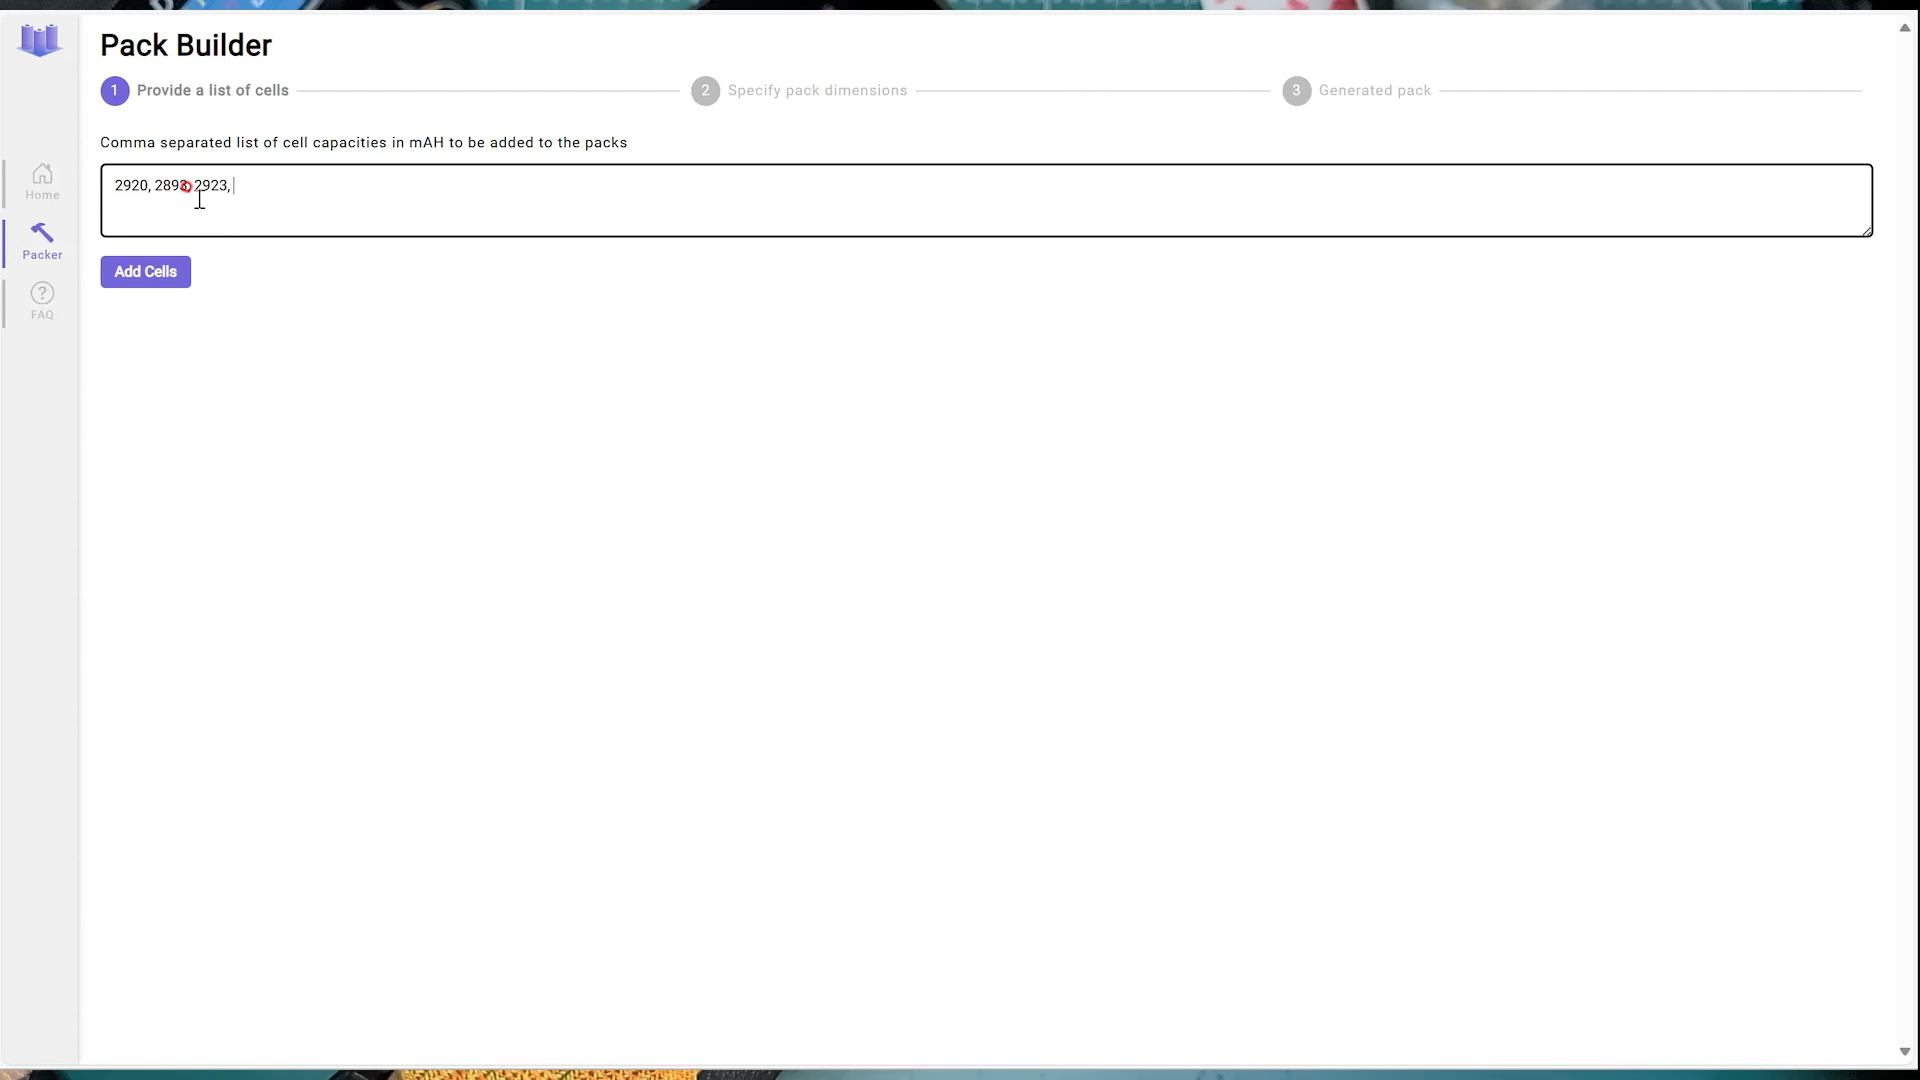 Pack Builder
1 Provide a list of cells
2 Specify pack dimensions
3 Generated pack
Comma separated list of cell capacities in mAH to be added to the packs
2920, 2893, 2923,
Add Cells
Home
Packer
? FAQ